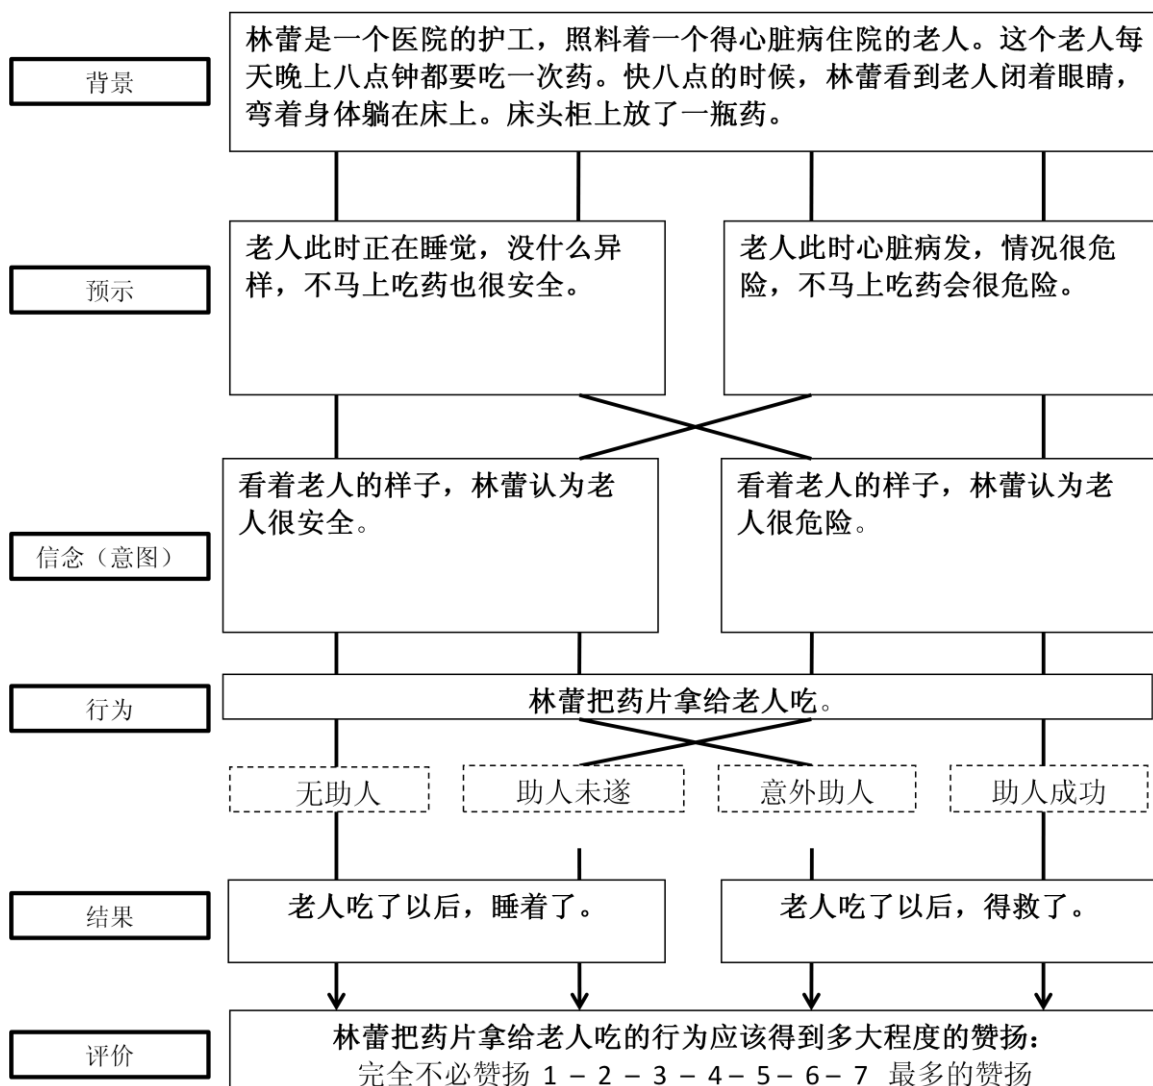 背景
林蕾是一个医院的护工，照料着一个得心脏病住院的老人。这个老人每
天晚上八点钟都要吃一次药。快八点的时候，林蕾看到老人闭着眼睛，
弯着身体躺在床上。床头柜上放了一瓶药。
预示
老人此时正在睡觉，没什么异
样，不马上吃药也很安全。
老人此时心脏病发，情况很危
险，不马上吃药会很危险。
信念（意图）
看着老人的样子，林蕾认为老
人很安全。
看着老人的样子，林蕾认为老
人很危险。
行为
林蕾把药片拿给老人吃。
无助人
助人未遂
意外助人
助人成功
结果
老人吃了以后，睡着了。
老人吃了以后，得救了。
评价
林蕾把药片拿给老人吃的行为应该得到多大程度的赞扬：
完全不必赞扬 1 – 2 – 3 – 4 – 5 – 6 – 7 最多的赞扬